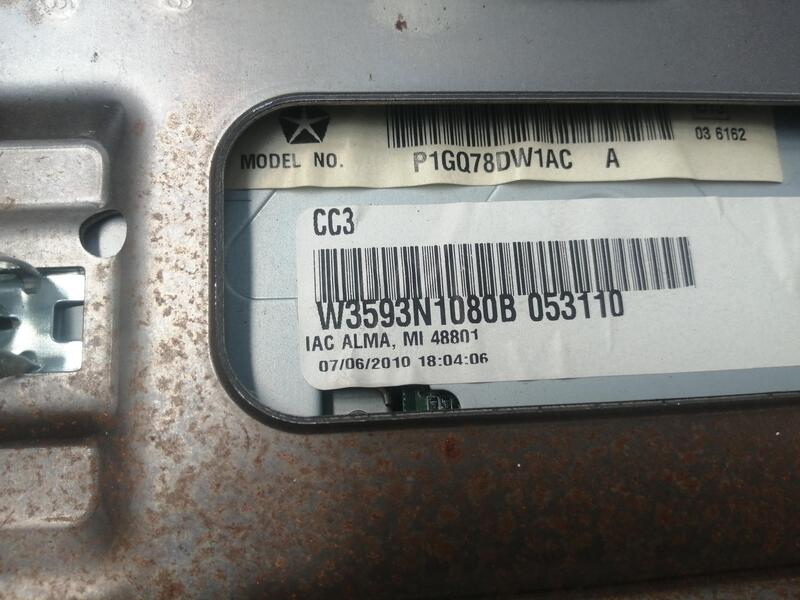 03 6162
MODEL NO. P1GQ78DW1AC A
CC3
W3593N1080B 053110
IAC ALMA, MI 48801
07/06/2010 18:04:06